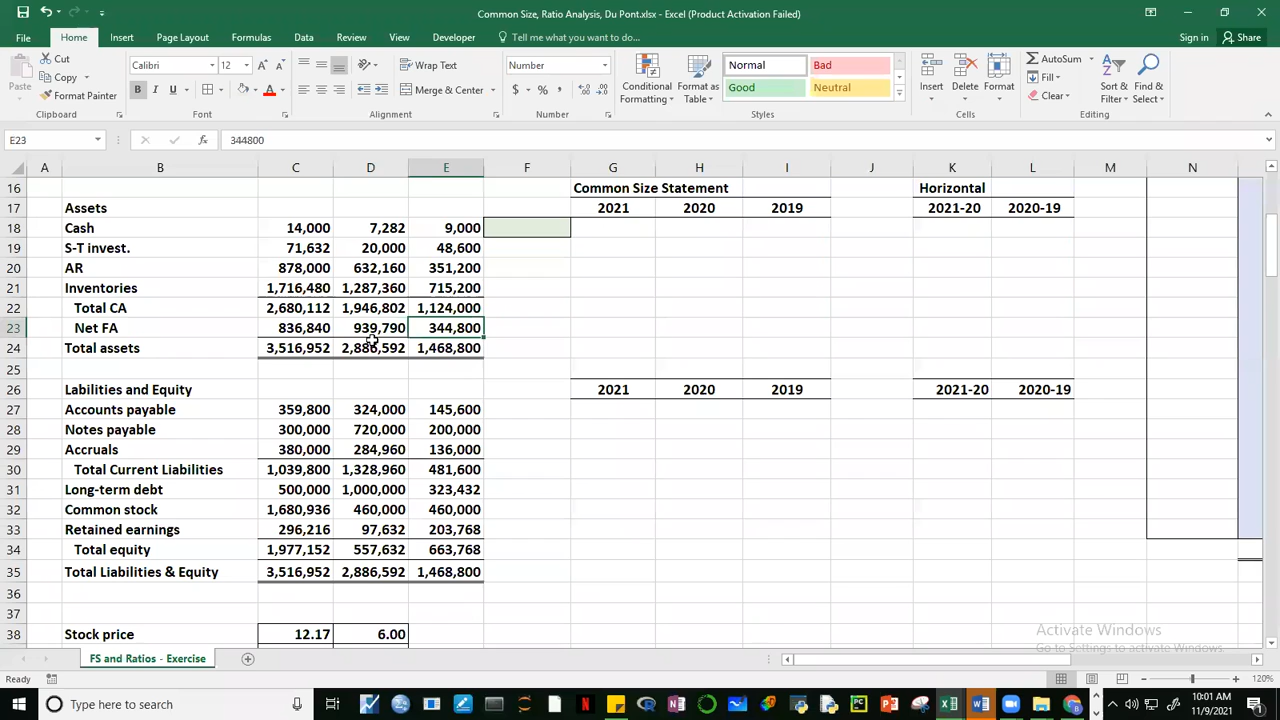 Common Size, Ratio Analysis, Du Pont.xlsx - Excel (Product Activation Failed)
File Home Insert Page Layout Formulas Data Review View Developer Tell me what you want to do... Sign in Share
Cut Calibri 12 Wrap Text Number Normal Bad AutoSum
Copy Fill
Paste Format Painter B I U Merge & Center $ % Conditional Formatting Format as Table Good Neutral Insert Delete Format Clear Sort & Filter Find & Select
Clipboard Font Alignment Number Styles Cells Editing
E23 fx 344800
A B C D E F G H I J K L M N
16 Common Size Statement Horizontal
17 Assets 2021 2020 2019 2021-20 2020-19
18 Cash 14,000 7,282 9,000
19 S-T invest. 71,632 20,000 48,600
20 AR 878,000 632,160 351,200
21 Inventories 1,716,480 1,287,360 715,200
22 Total CA 2,680,112 1,946,802 1,124,000
23 Net FA 836,840 939,790 344,800
24 Total assets 3,516,952 2,886,592 1,468,800
25
26 Labilities and Equity 2021 2020 2019 2021-20 2020-19
27 Accounts payable 359,800 324,000 145,600
28 Notes payable 300,000 720,000 200,000
29 Accruals 380,000 284,960 136,000
30 Total Current Liabilities 1,039,800 1,328,960 481,600
31 Long-term debt 500,000 1,000,000 323,432
32 Common stock 1,680,936 460,000 460,000
33 Retained earnings 296,216 97,632 203,768
34 Total equity 1,977,152 557,632 663,768
35 Total Liabilities & Equity 3,516,952 2,886,592 1,468,800
36
37
38 Stock price 12.17 6.00
Activate Windows
Go to Settings to activate Windows.
FS and Ratios - Exercise
Ready 120%
Type here to search 10:01 AM
11/9/2021